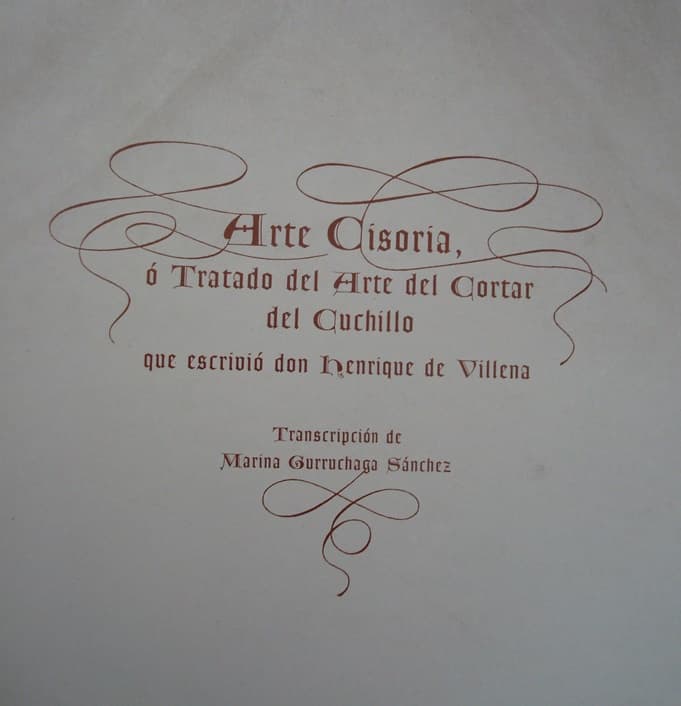 Arte Cisoria,
ó Tratado del Arte del Cortar
del Cuchillo
que escrivió don Henrique de Villena
Transcripción de
Marina Gurruchaga Sánchez